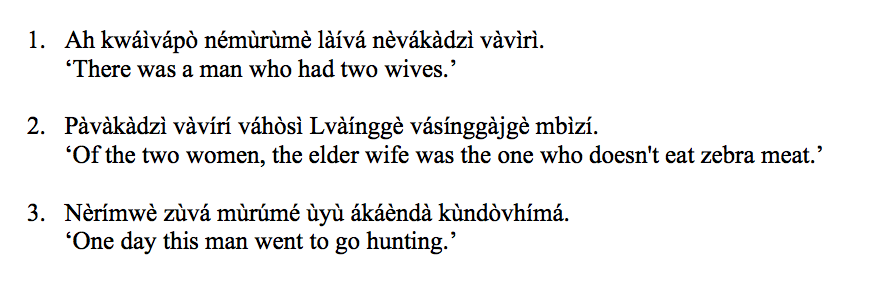 1. Ah kwáìvápò némùrùmè làívá nèvákàdzì vàvìrì.
‘There was a man who had two wives.’
2. Pàvàkàdzì vàvírí váhòsì Lvàínggè vásínggàjgè mbìzí.
‘Of the two women, the elder wife was the one who doesn't eat zebra meat.’
3. Nèrímwè zùvá mùrúmé ùyù ákáèndà kùndòvhímá.
‘One day this man went to go hunting.’